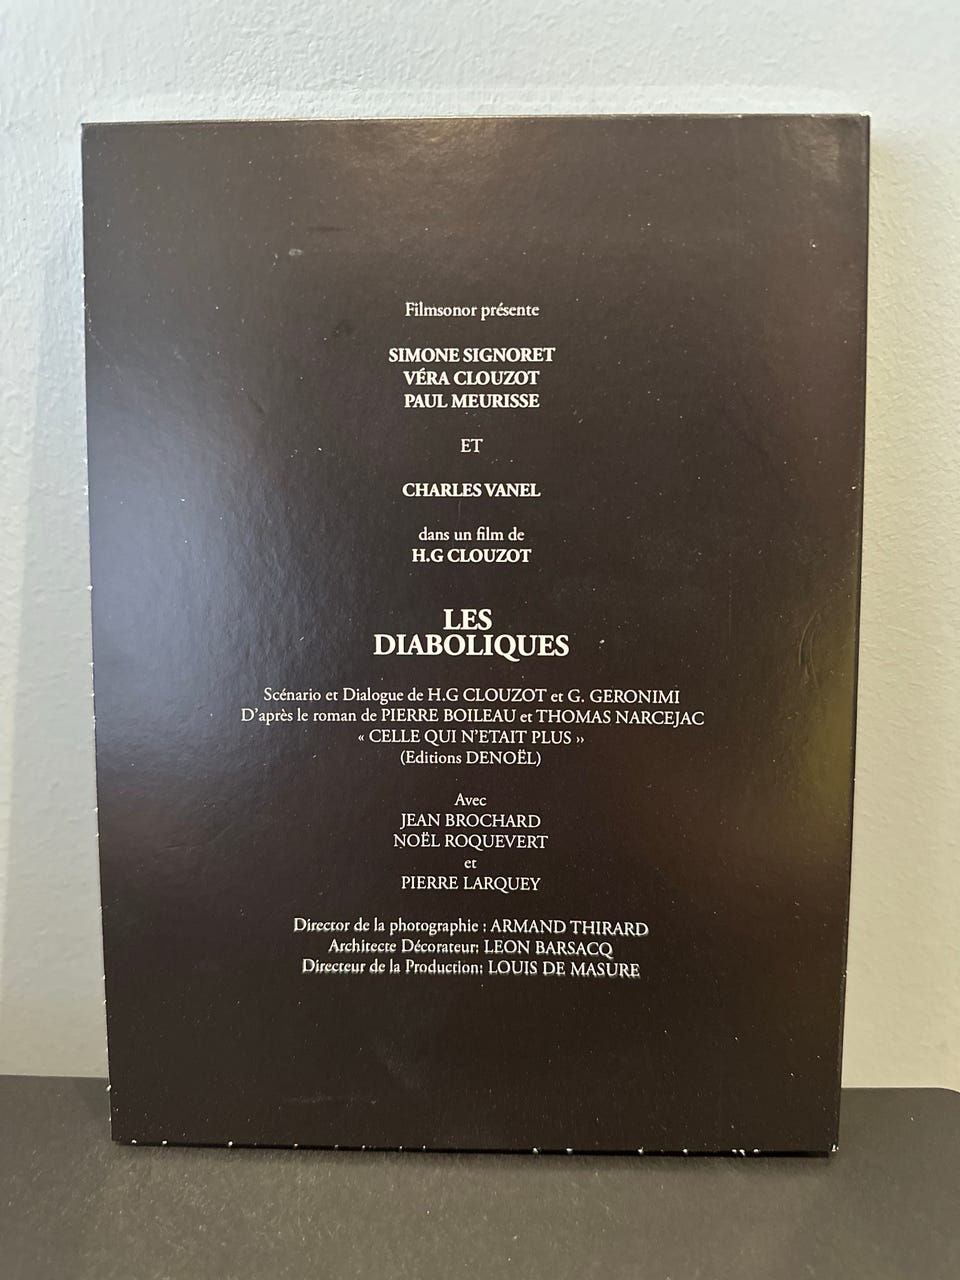 Filmsonor présente
SIMONE SIGNORET
VÉRA CLOUZOT
PAUL MEURISSE
ET
CHARLES VANEL
dans un film de
H.G CLOUZOT
LES
DIABOLIQUES
Scénario et Dialogue de H.G CLOUZOT et G. GERONIMI
D'après le roman de PIERRE BOILEAU et THOMAS NARCEJAC
« CELLE QUI N'ETAIT PLUS »
(Editions DENOËL)
Avec
JEAN BROCHARD
NOËL ROQUEVERT
et
PIERRE LARQUEY
Director de la photographie : ARMAND THIRARD
Architecte Décorateur: LEON BARSACQ
Directeur de la Production: LOUIS DE MASURE